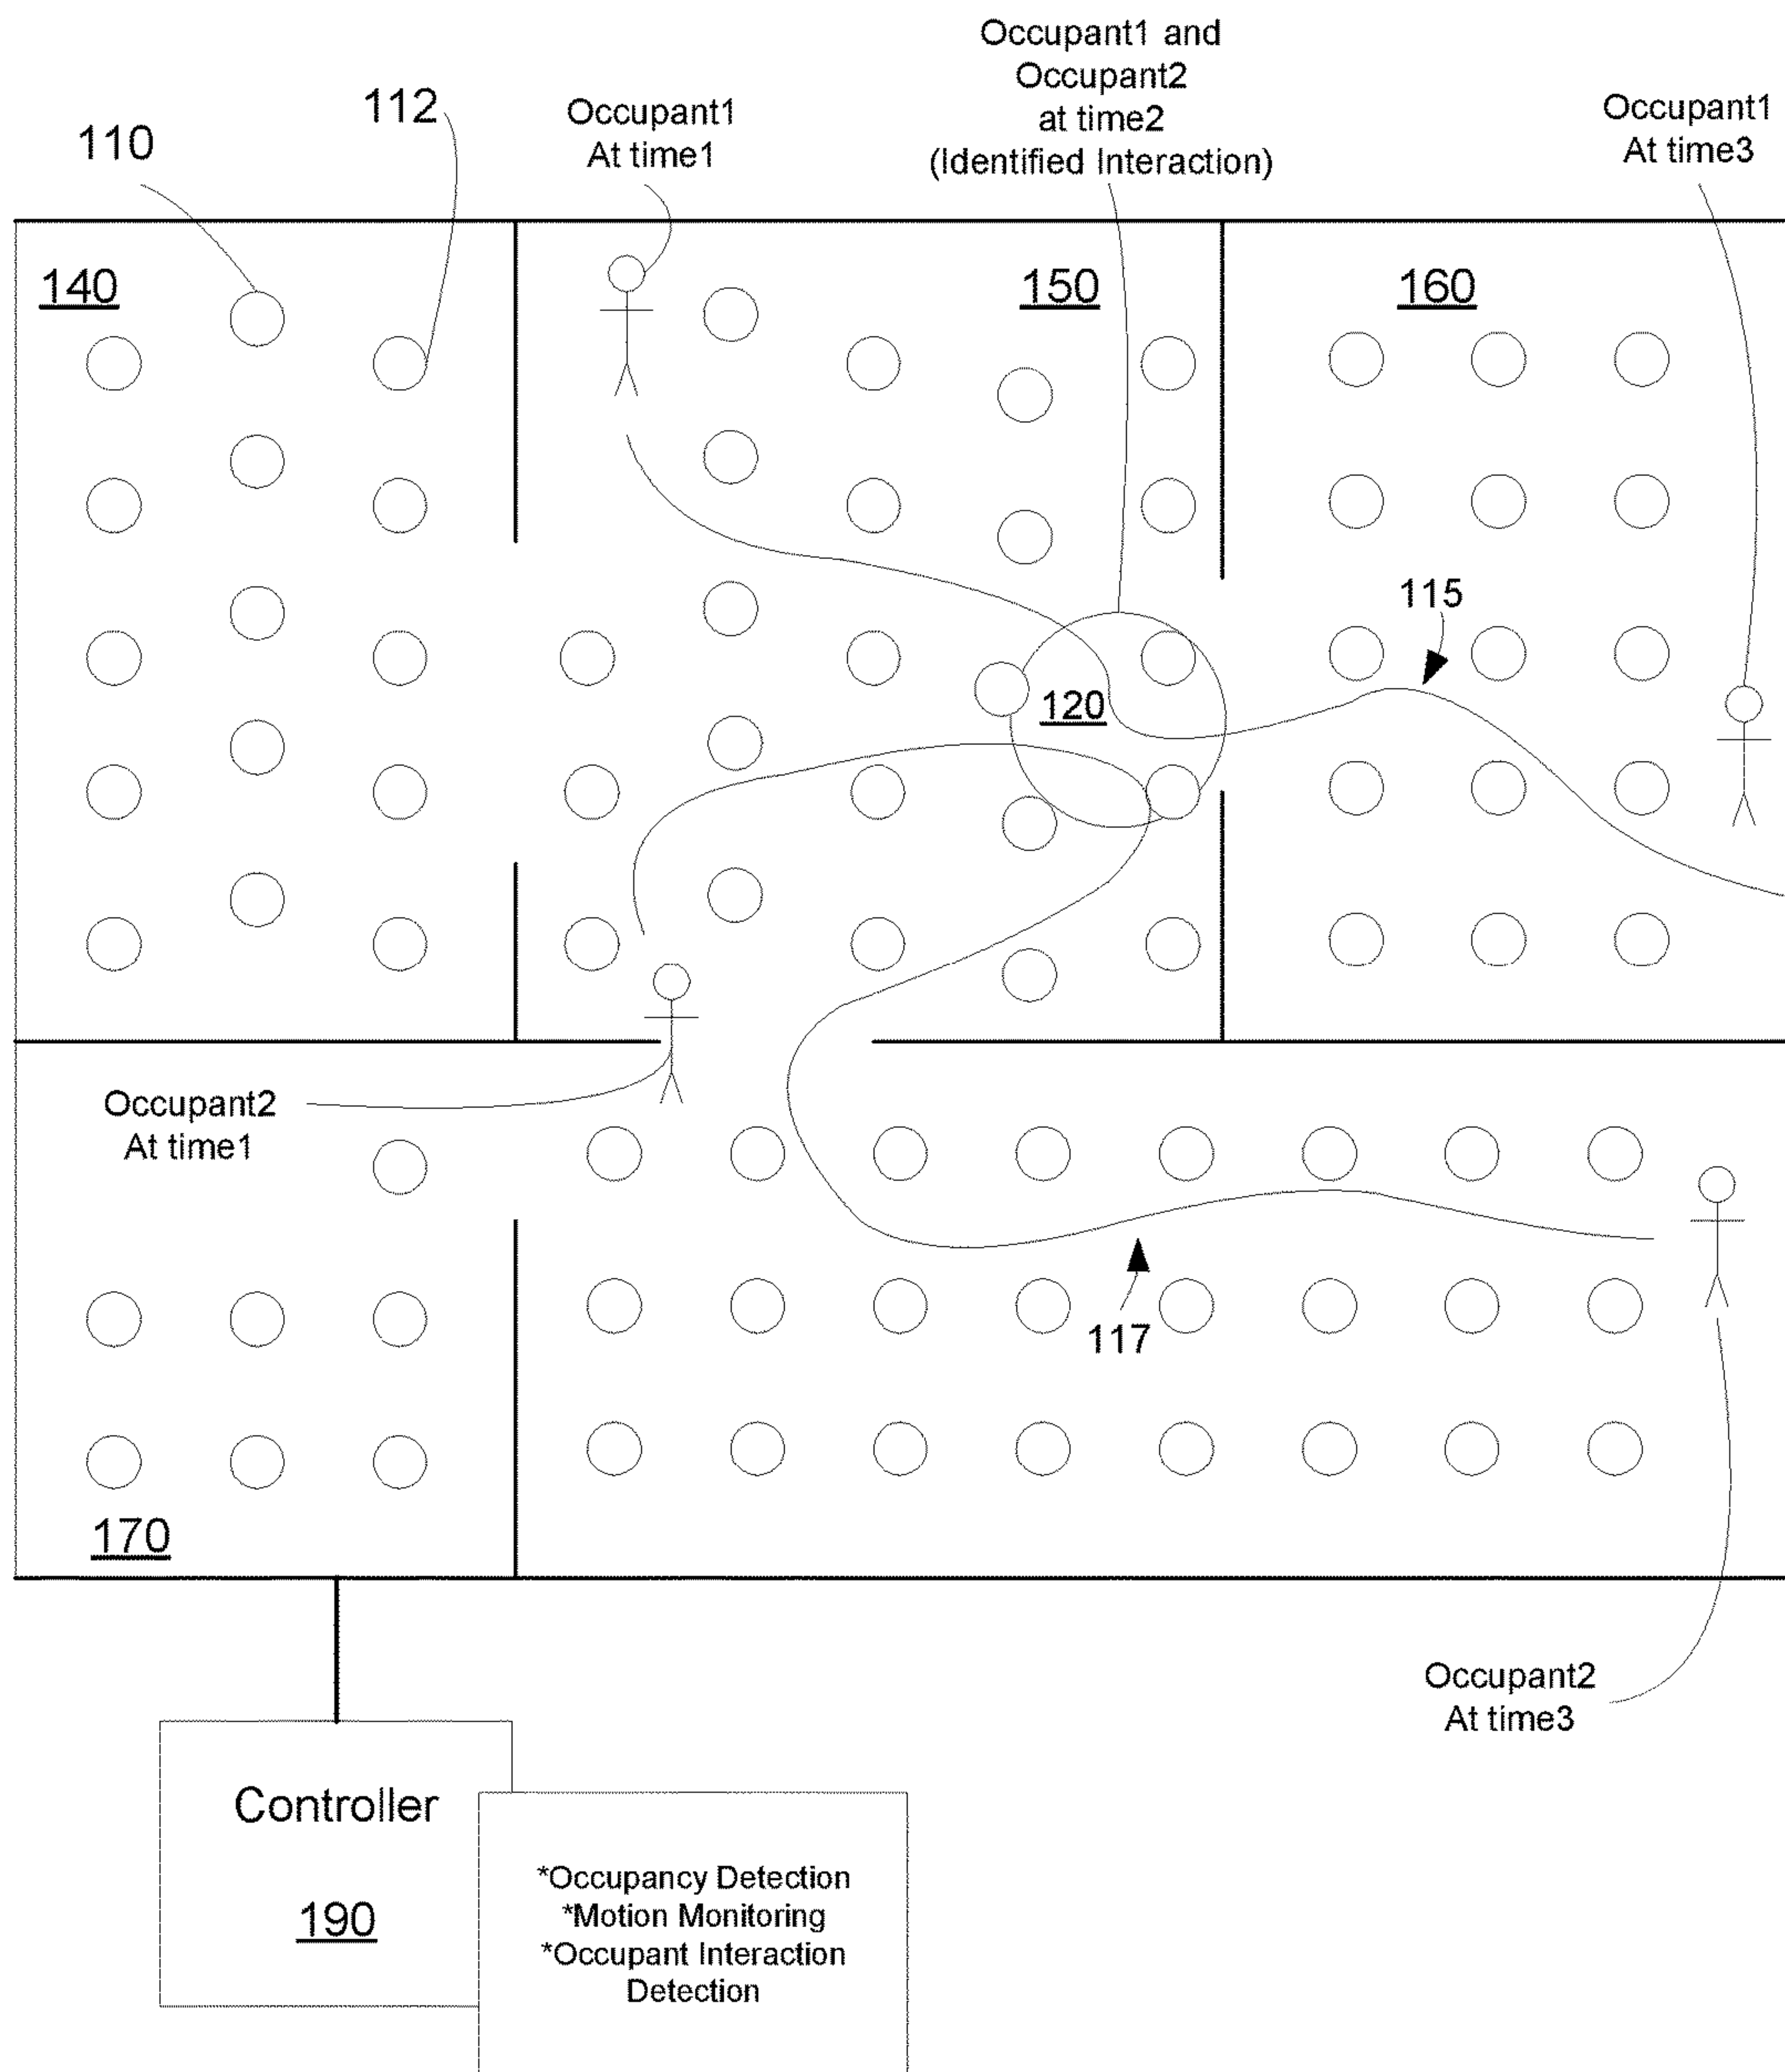 Occupant1 and
Occupant2
at time2
(Identified Interaction)
112
Occupant1
At time1
Occupant1
At time3
110
140
150
160
115
120
Occupant2
At time1
117
170
Occupant2
At time3
Controller
190
*Occupancy Detection
*Motion Monitoring
*Occupant Interaction
Detection